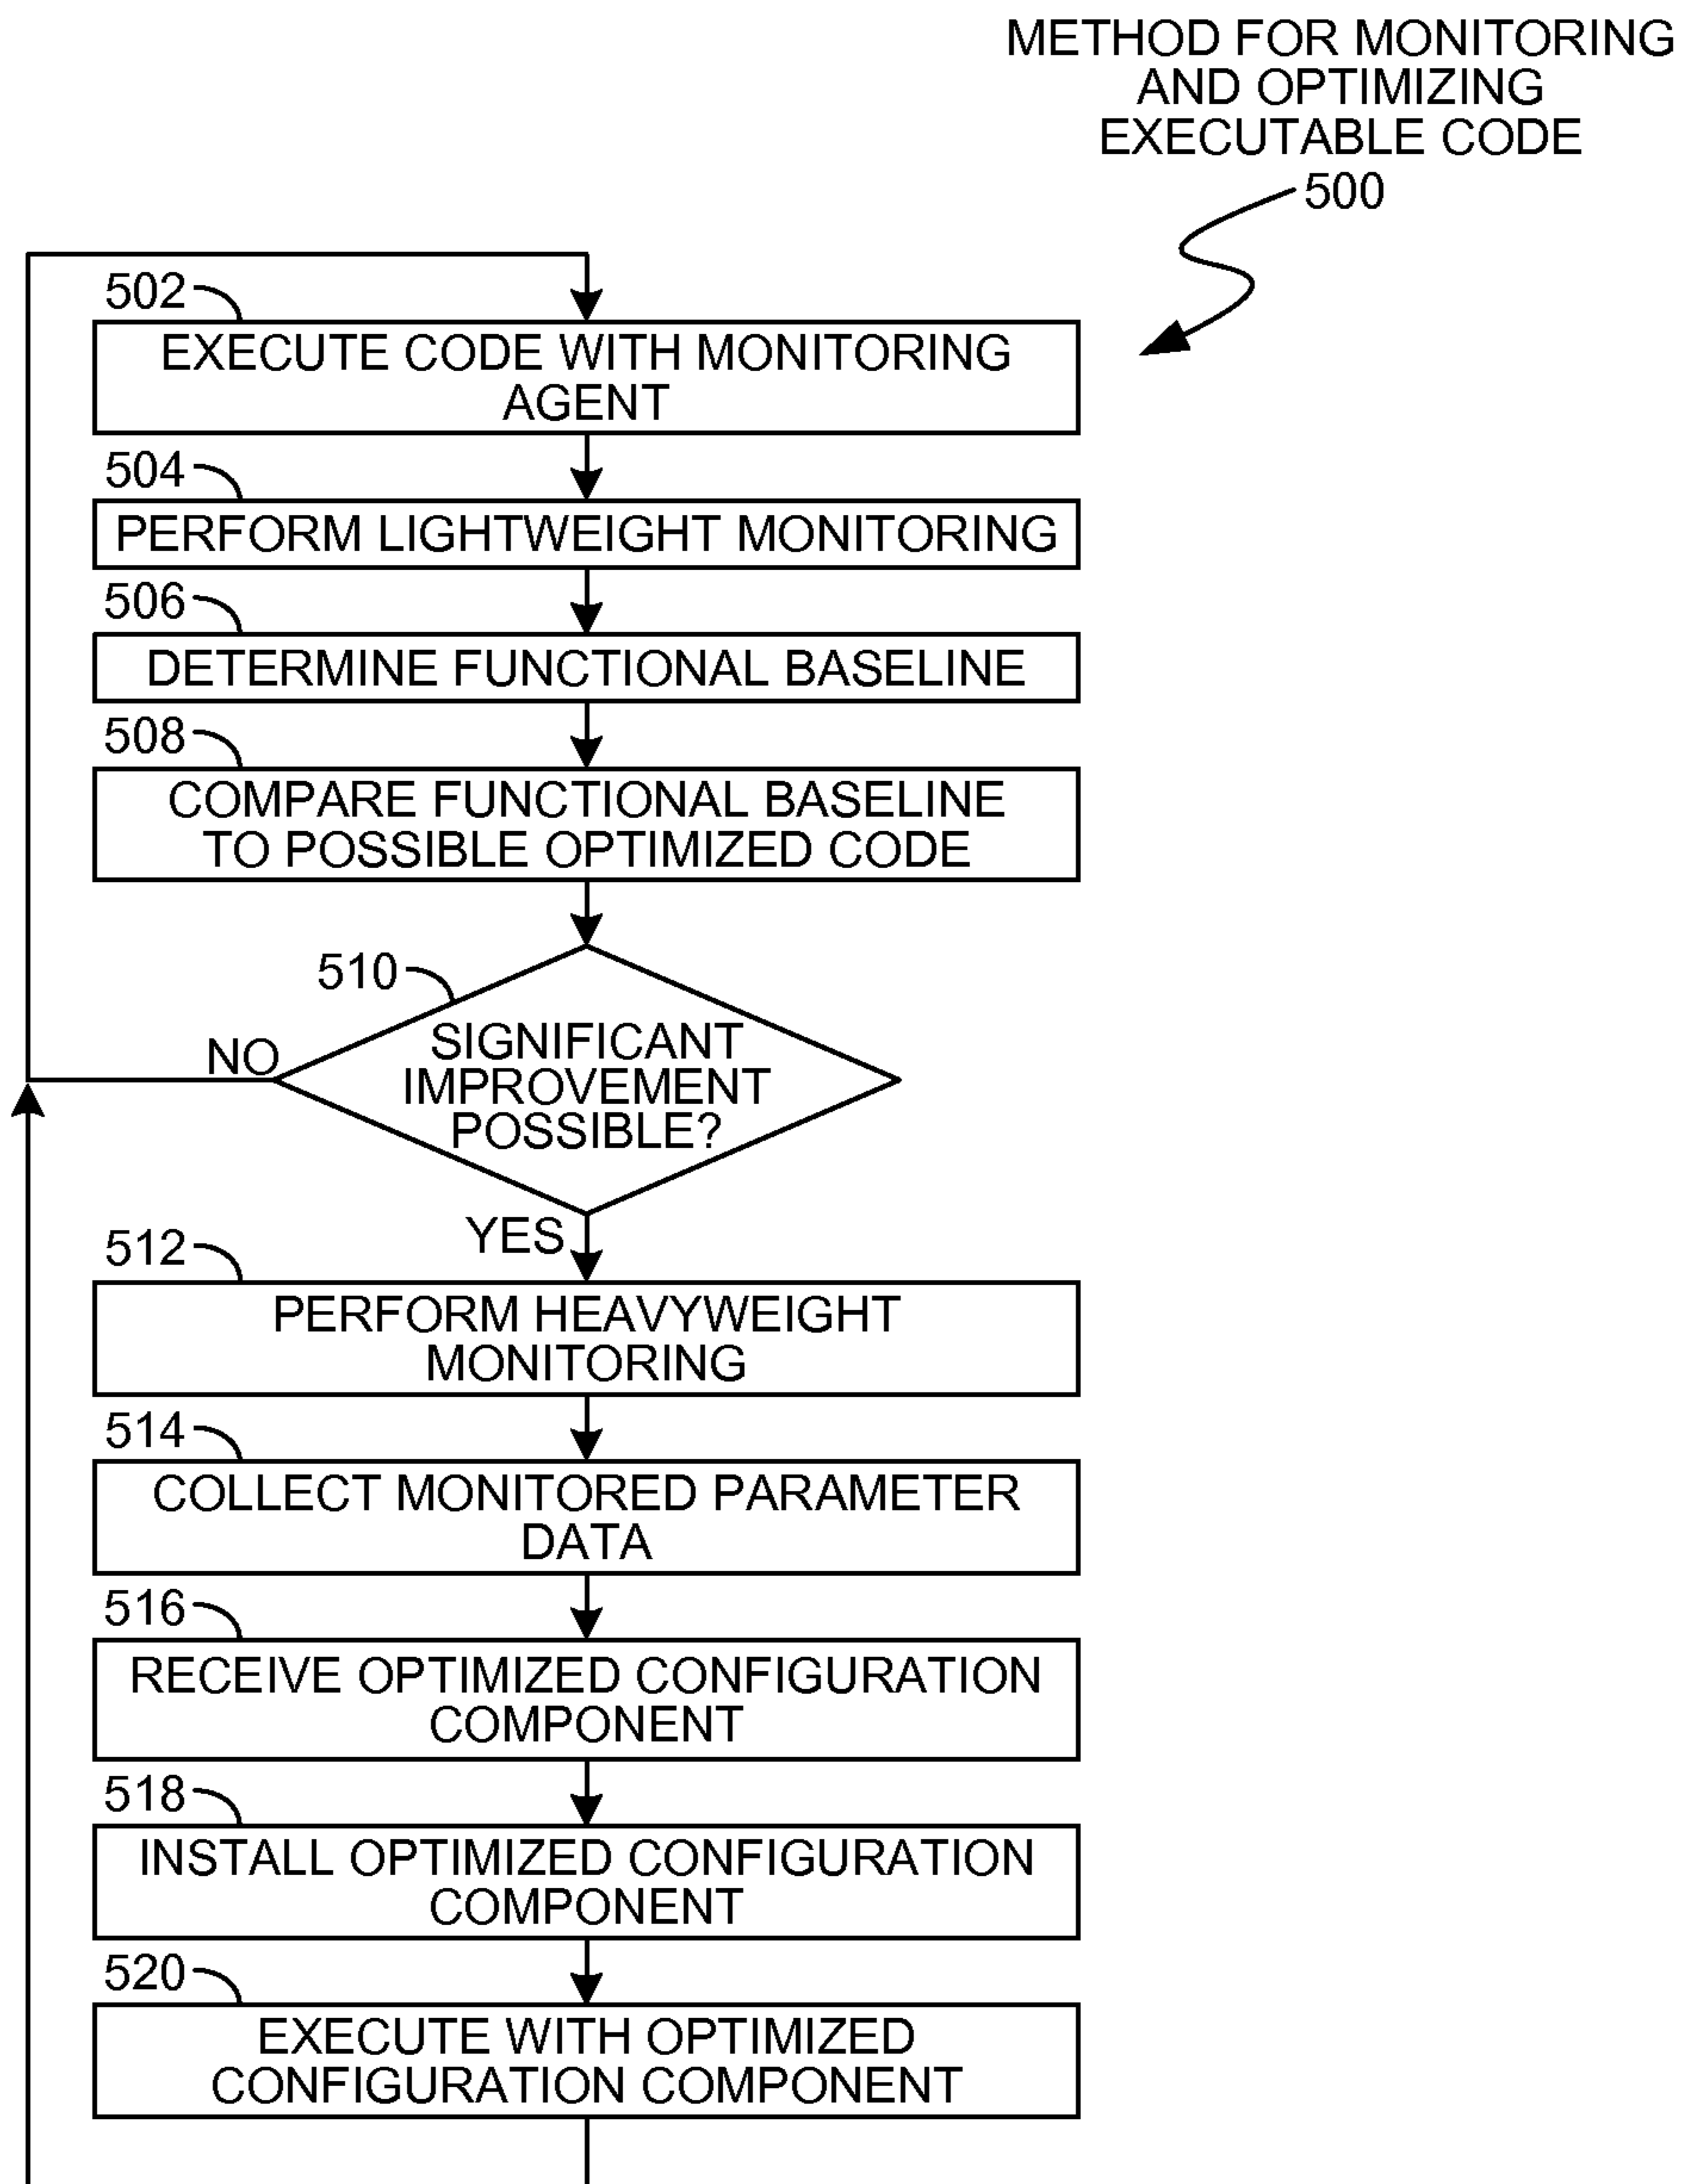 METHOD FOR MONITORING
AND OPTIMIZING
EXECUTABLE CODE
500
502
EXECUTE CODE WITH MONITORING
AGENT
504
PERFORM LIGHTWEIGHT MONITORING
506
DETERMINE FUNCTIONAL BASELINE
508
COMPARE FUNCTIONAL BASELINE
TO POSSIBLE OPTIMIZED CODE
510
SIGNIFICANT
IMPROVEMENT
POSSIBLE?
NO
YES
512
PERFORM HEAVYWEIGHT
MONITORING
514
COLLECT MONITORED PARAMETER
DATA
516
RECEIVE OPTIMIZED CONFIGURATION
COMPONENT
518
INSTALL OPTIMIZED CONFIGURATION
COMPONENT
520
EXECUTE WITH OPTIMIZED
CONFIGURATION COMPONENT